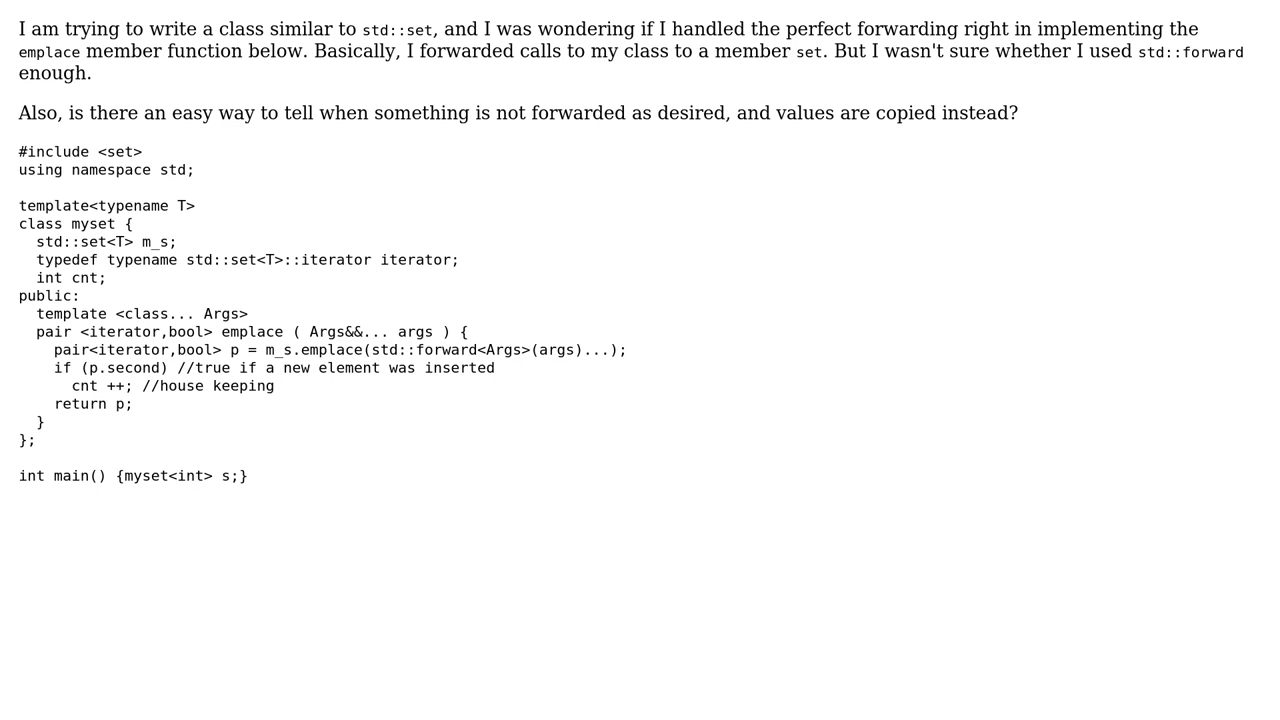 I am trying to write a class similar to std::set, and I was wondering if I handled the perfect forwarding right in implementing the
emplace member function below. Basically, I forwarded calls to my class to a member set. But I wasn't sure whether I used std::forward
enough.
Also, is there an easy way to tell when something is not forwarded as desired, and values are copied instead?
#include <set>
using namespace std;
template<typename T>
class myset {
  std::set<T> m_s;
  typedef typename std::set<T>::iterator iterator;
  int cnt;
public:
  template <class... Args>
  pair <iterator,bool> emplace ( Args&&... args ) {
    pair<iterator,bool> p = m_s.emplace(std::forward<Args>(args)...);
    if (p.second) //true if a new element was inserted
      cnt ++; //house keeping
    return p;
  }
};
int main() {myset<int> s;}